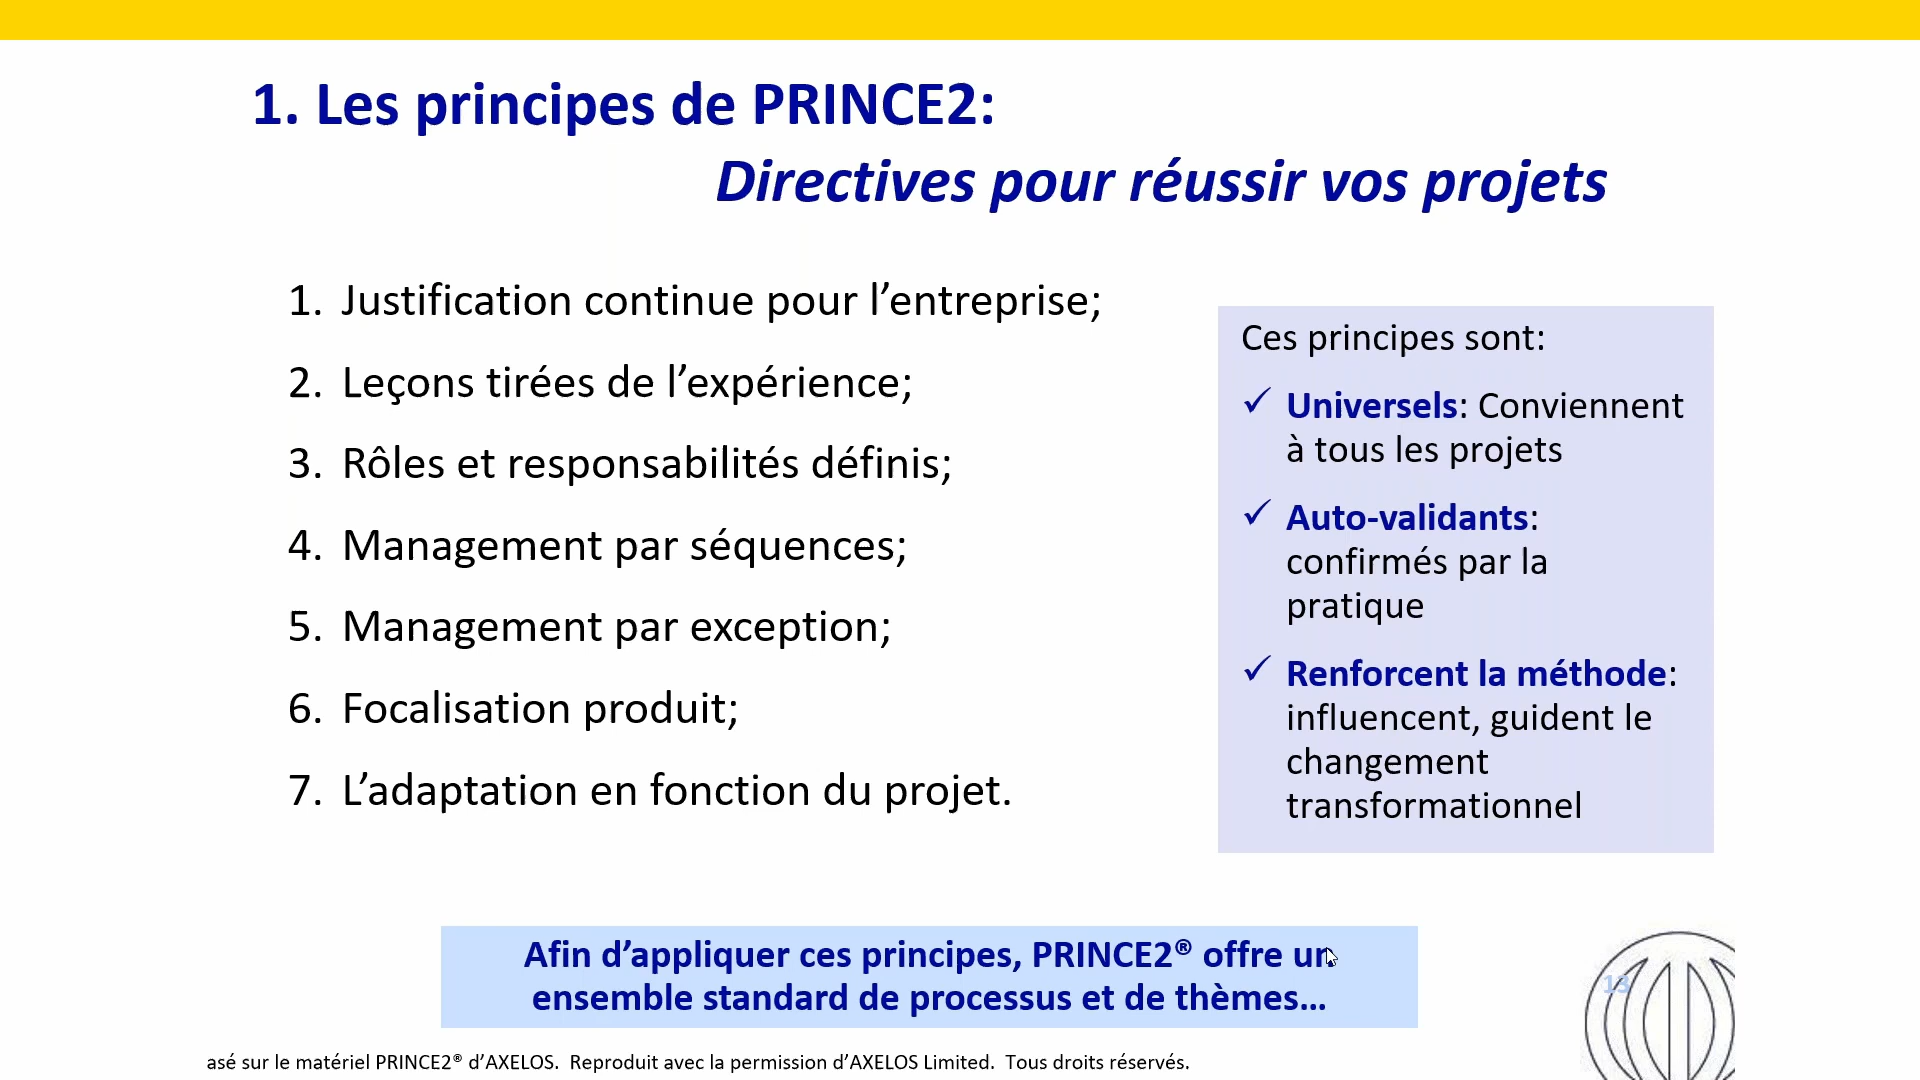 1. Les principes de PRINCE2:
Directives pour réussir vos projets
1. Justification continue pour l’entreprise;
2. Leçons tirées de l’expérience;
3. Rôles et responsabilités définis;
4. Management par séquences;
5. Management par exception;
6. Focalisation produit;
7. L’adaptation en fonction du projet.
Ces principes sont:
✓ Universels: Conviennent
à tous les projets
✓ Auto-validants:
confirmés par la
pratique
✓ Renforcent la méthode:
influencent, guident le
changement
transformationnel
Afin d’appliquer ces principes, PRINCE2® offre un
ensemble standard de processus et de thèmes…
13
asé sur le matériel PRINCE2® d’AXELOS. Reproduit avec la permission d’AXELOS Limited. Tous droits réservés.